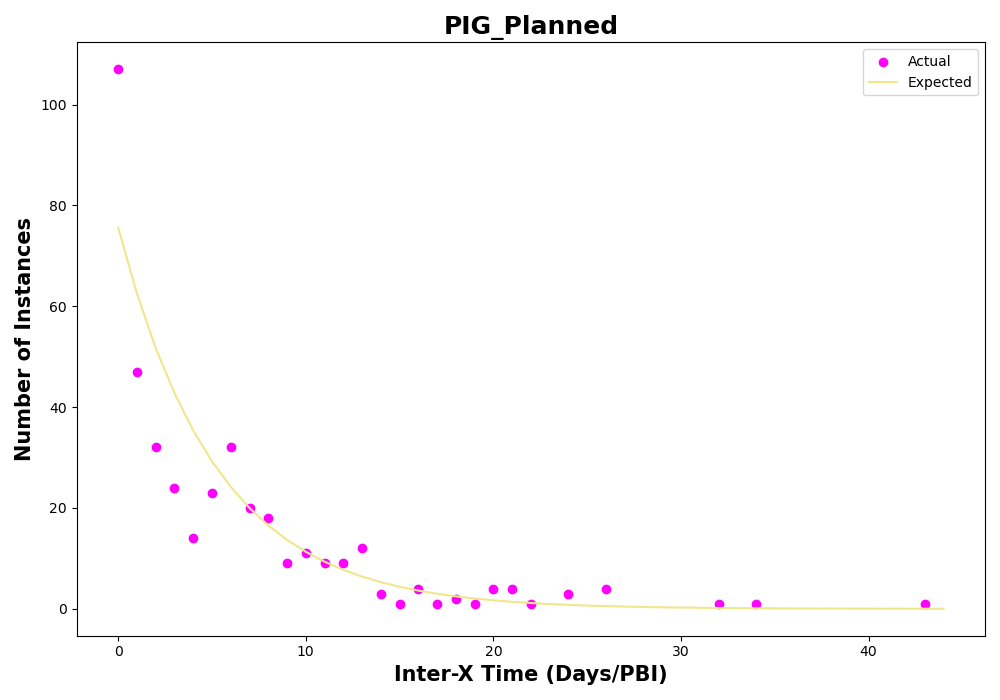 PIG_Planned
Actual
Expected
Number of Instances
100
80
60
40
20
0
0 10 20 30 40
Inter-X Time (Days/PBI)